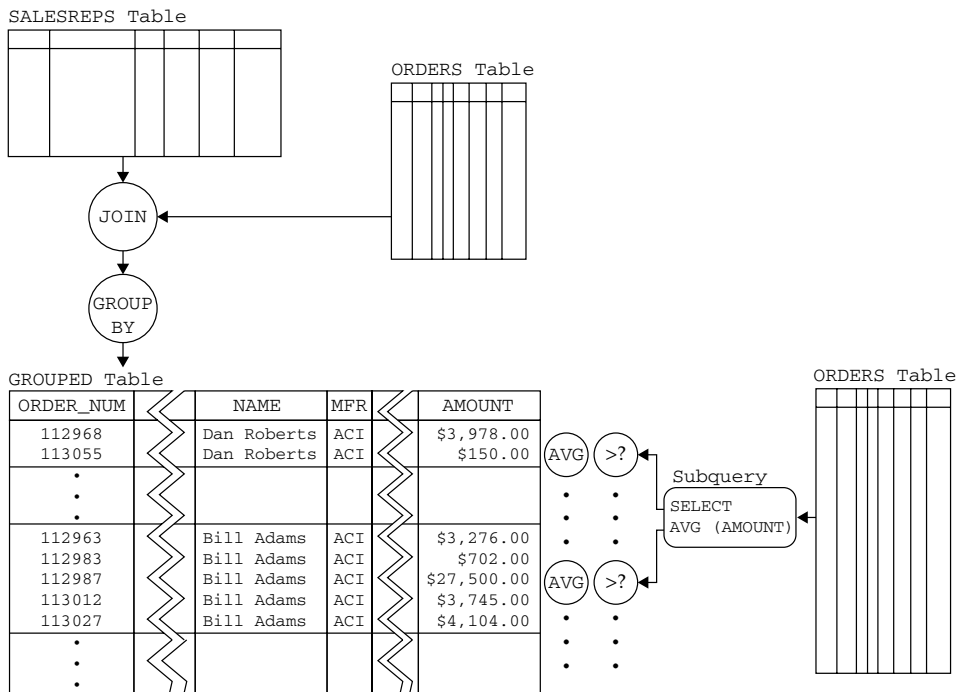 SALESREPS Table
ORDERS Table
JOIN
GROUP
BY
GROUPED Table
ORDER_NUM NAME MFR AMOUNT
112968 Dan Roberts ACI $3,978.00
113055 Dan Roberts ACI $150.00
112963 Bill Adams ACI $3,276.00
112983 Bill Adams ACI $702.00
112987 Bill Adams ACI $27,500.00
113012 Bill Adams ACI $3,745.00
113027 Bill Adams ACI $4,104.00
AVG >?
AVG >?
Subquery
SELECT
AVG (AMOUNT)
ORDERS Table